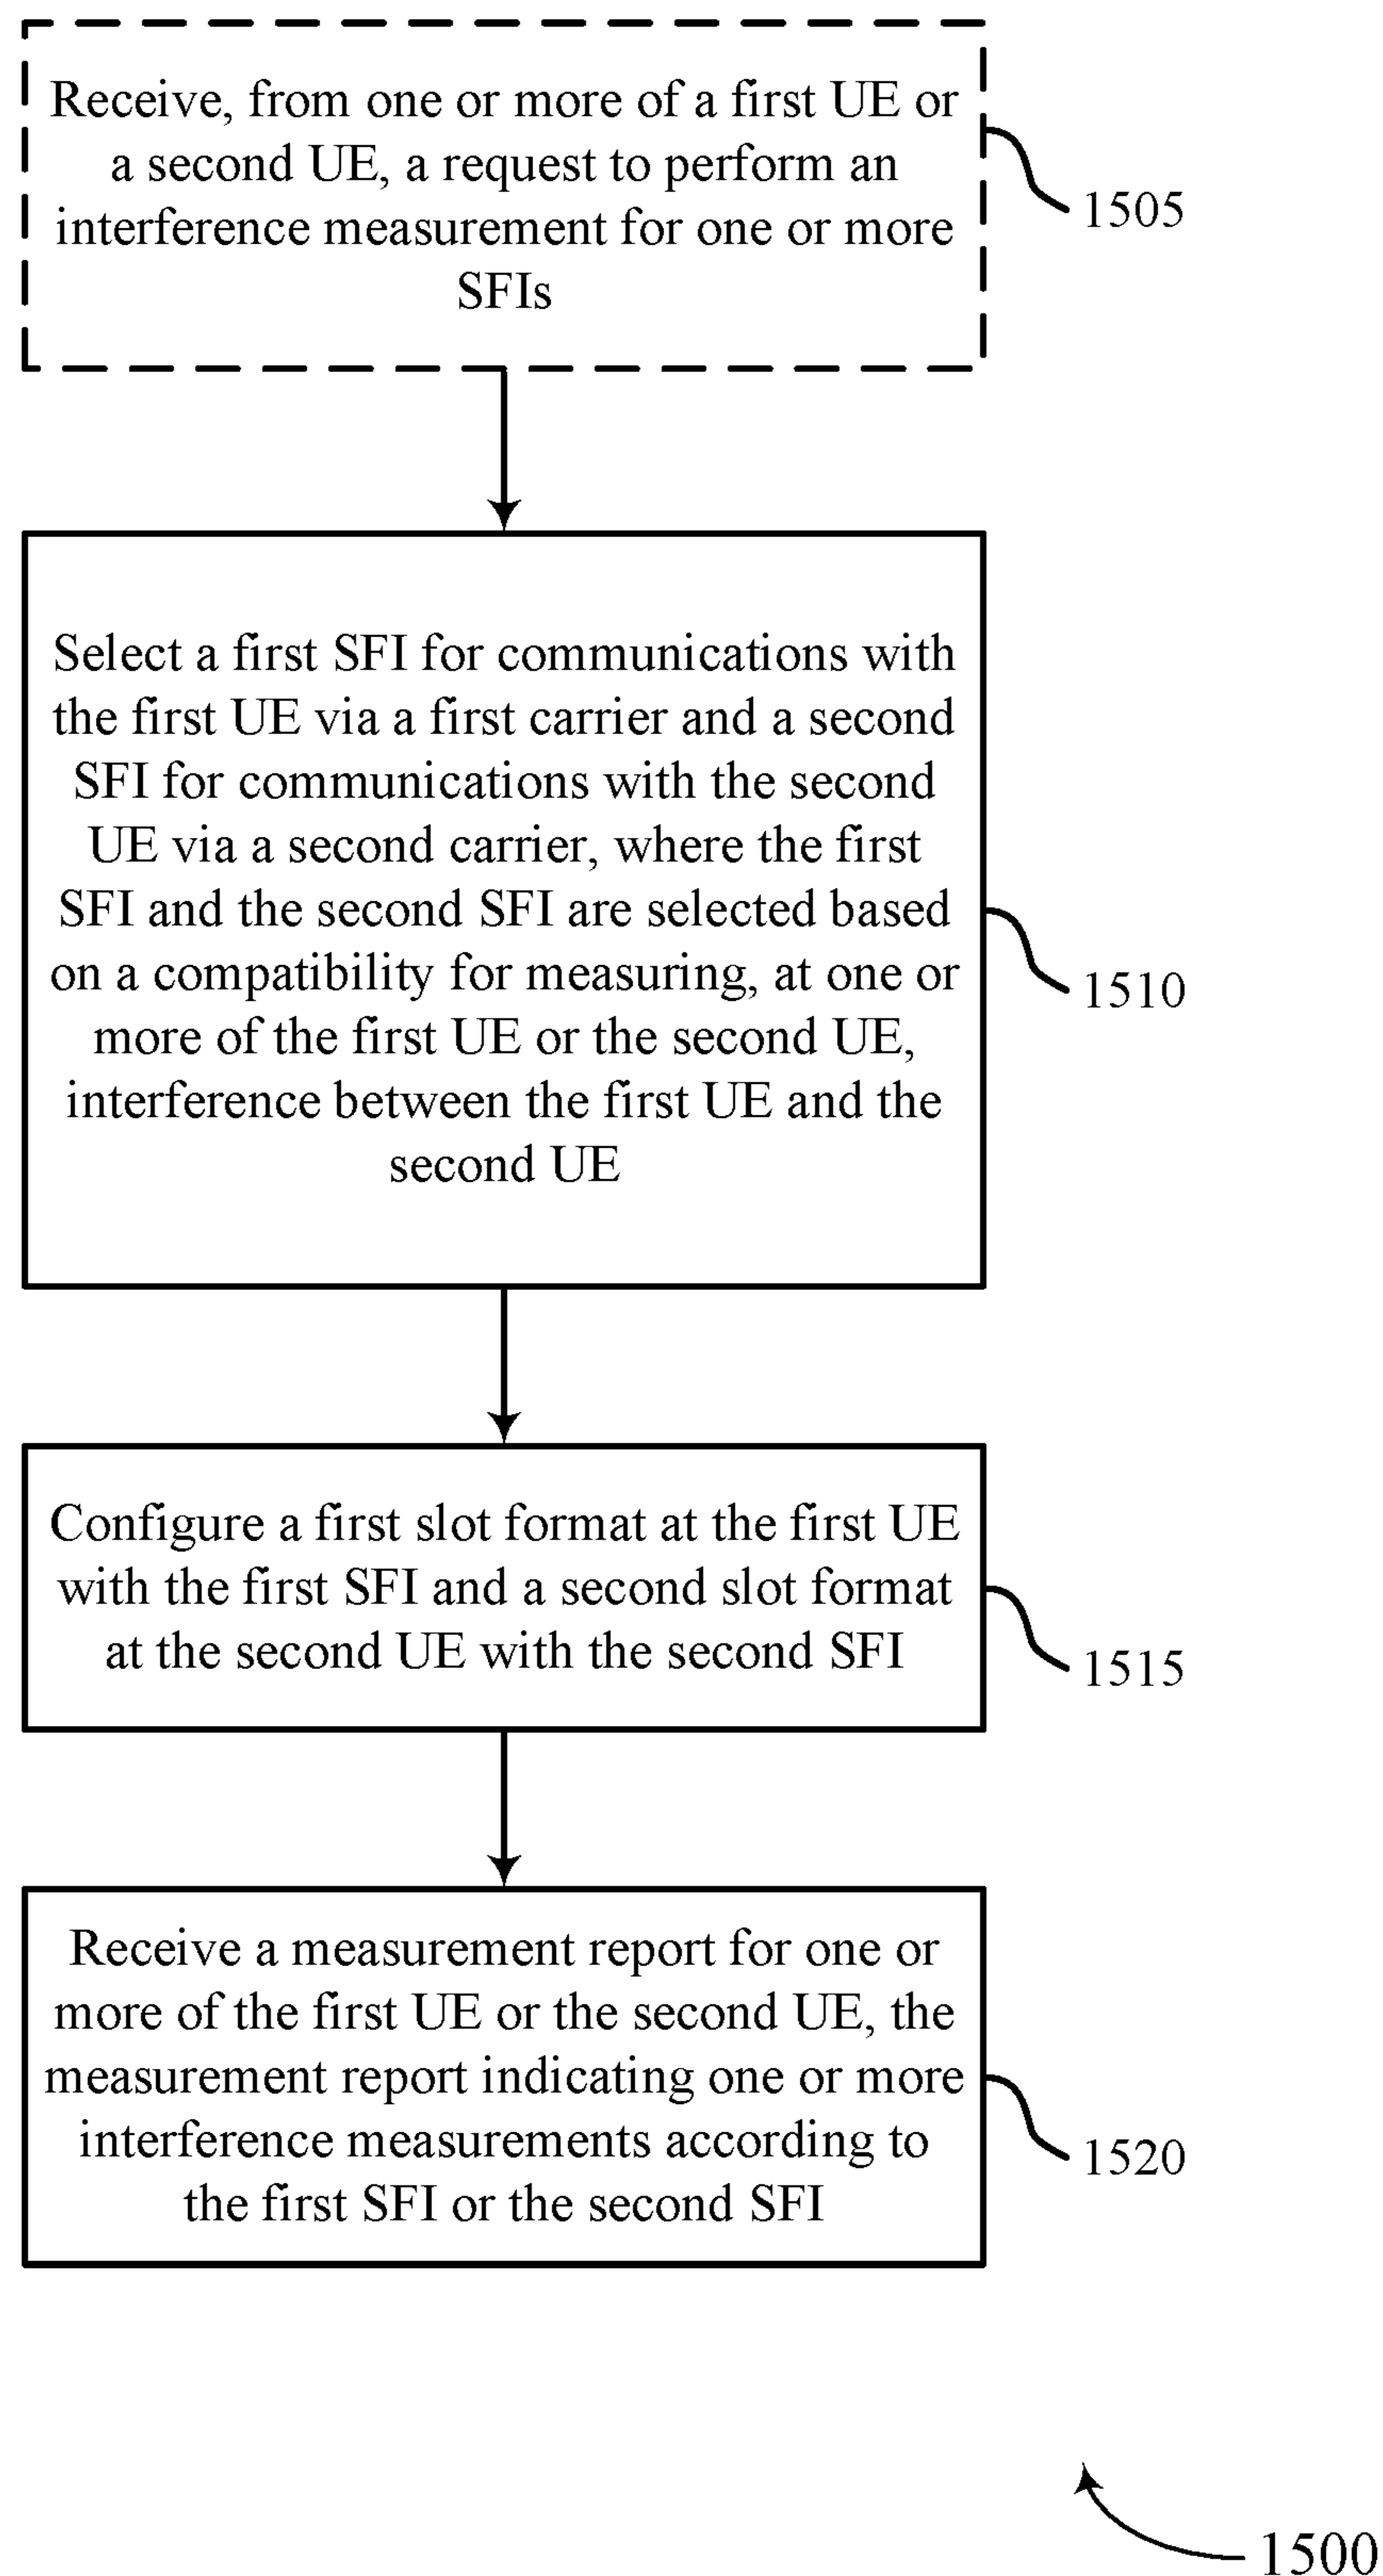 Receive, from one or more of a first UE or
a second UE, a request to perform an
interference measurement for one or more
SFIs
1505
Select a first SFI for communications with
the first UE via a first carrier and a second
SFI for communications with the second
UE via a second carrier, where the first
SFI and the second SFI are selected based
on a compatibility for measuring, at one or
more of the first UE or the second UE,
interference between the first UE and the
second UE
1510
Configure a first slot format at the first UE
with the first SFI and a second slot format
at the second UE with the second SFI
1515
Receive a measurement report for one or
more of the first UE or the second UE, the
measurement report indicating one or more
interference measurements according to
the first SFI or the second SFI
1520
1500